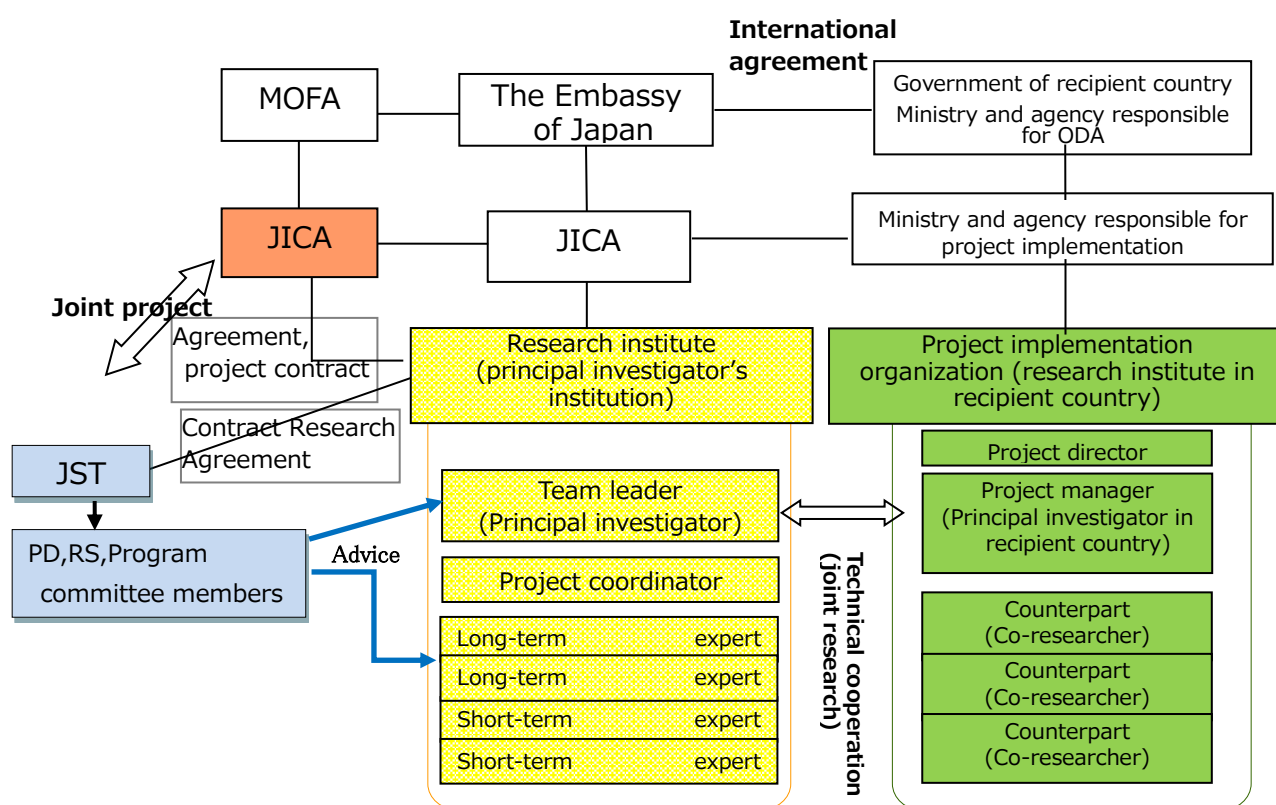 International
agreement
MOFA
The Embassy
of Japan
Government of recipient country
Ministry and agency responsible
for ODA
JICA
JICA
Ministry and agency responsible for
project implementation
Joint project
Agreement,
project contract
Research institute
(principal investigator's
institution)
Project implementation
organization (research institute in
recipient country)
Contract Research
Agreement
JST
Project director
Team leader
(Principal investigator)
Project manager
(Principal investigator in
recipient country)
PD,RS,Program
committee members
Advice
Project coordinator
Technical cooperation
(joint research)
Long-term expert
Long-term expert
Short-term expert
Short-term expert
Counterpart
(Co-researcher)
Counterpart
(Co-researcher)
Counterpart
(Co-researcher)